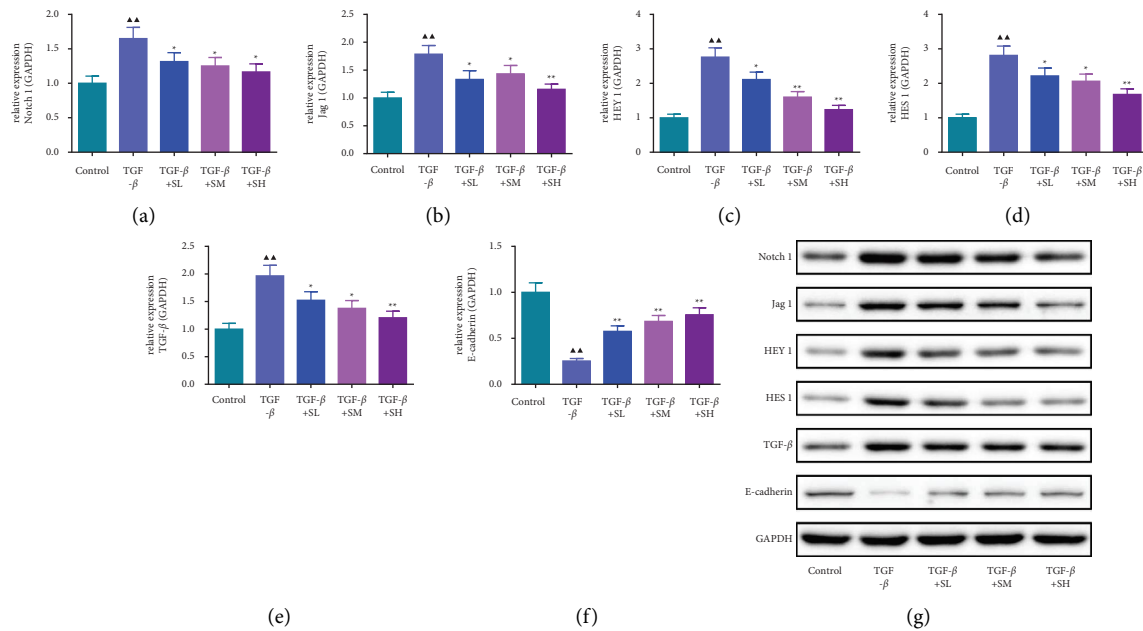 relative expression
Notch 1 (GAPDH)
2.0
1.5
1.0
0.5
0.0
▲▲
*
*
*
Control
TGF
-β
TGF-β
+SL
TGF-β
+SM
TGF-β
+SH
(a)
relative expression
Jag 1 (GAPDH)
2.5
2.0
1.5
1.0
0.5
0.0
▲▲
*
*
**
Control
TGF
-β
TGF-β
+SL
TGF-β
+SM
TGF-β
+SH
(b)
relative expression
HEY 1 (GAPDH)
4
3
2
1
0
▲▲
*
**
**
Control
TGF
-β
TGF-β
+SL
TGF-β
+SM
TGF-β
+SH
(c)
relative expression
HES 1 (GAPDH)
4
3
2
1
0
▲▲
*
*
**
Control
TGF
-β
TGF-β
+SL
TGF-β
+SM
TGF-β
+SH
(d)
relative expression
TGF-β (GAPDH)
2.5
2.0
1.5
1.0
0.5
0.0
▲▲
*
*
**
Control
TGF
-β
TGF-β
+SL
TGF-β
+SM
TGF-β
+SH
(e)
relative expression
E-cadherin (GAPDH)
1.5
1.0
0.5
0.0
▲▲
**
**
**
Control
TGF
-β
TGF-β
+SL
TGF-β
+SM
TGF-β
+SH
(f)
Notch 1
Jag 1
HEY 1
HES 1
TGF-β
E-cadherin
GAPDH
Control
TGF
-β
TGF-β
+SL
TGF-β
+SM
TGF-β
+SH
(g)